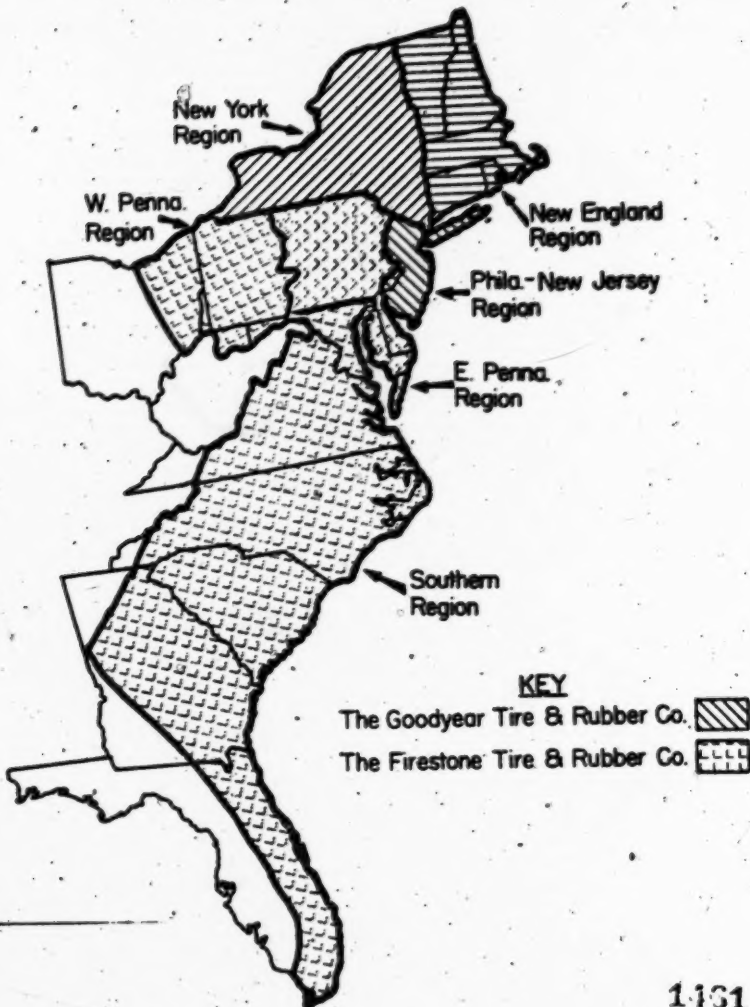 New York
Region
W. Penna.
Region
New England
Region
Phila.-New Jersey
Region
E. Penna.
Region
Southern
Region
KEY
The Goodyear Tire & Rubber Co.
The Firestone Tire & Rubber Co.
1161